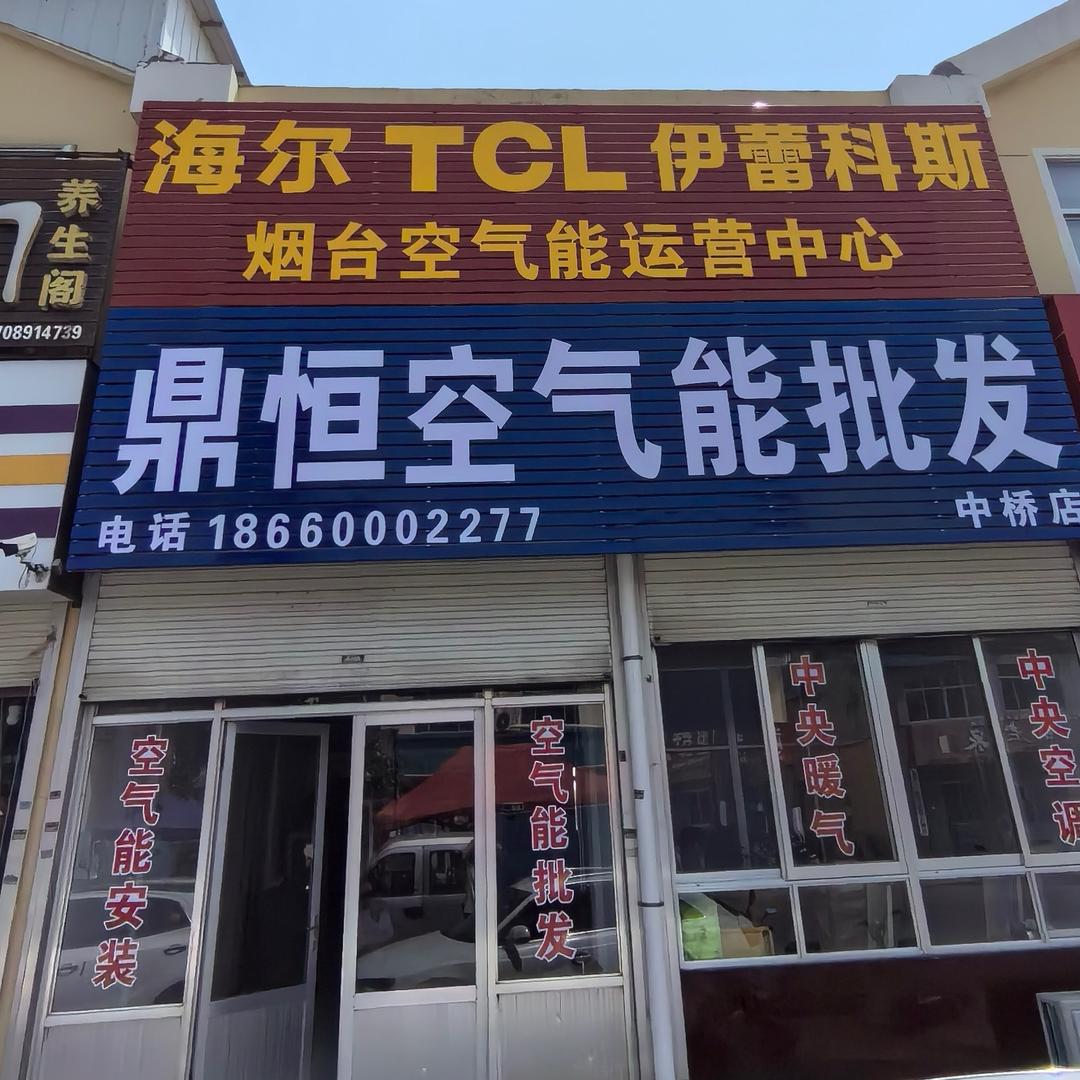 海尔 TCL 伊蕾科斯
烟台空气能运营中心
鼎恒空气能批发
电话 18660002277
中桥店
养生阁
708914739
空气能安装
空气能批发
中央暖气
中央空调